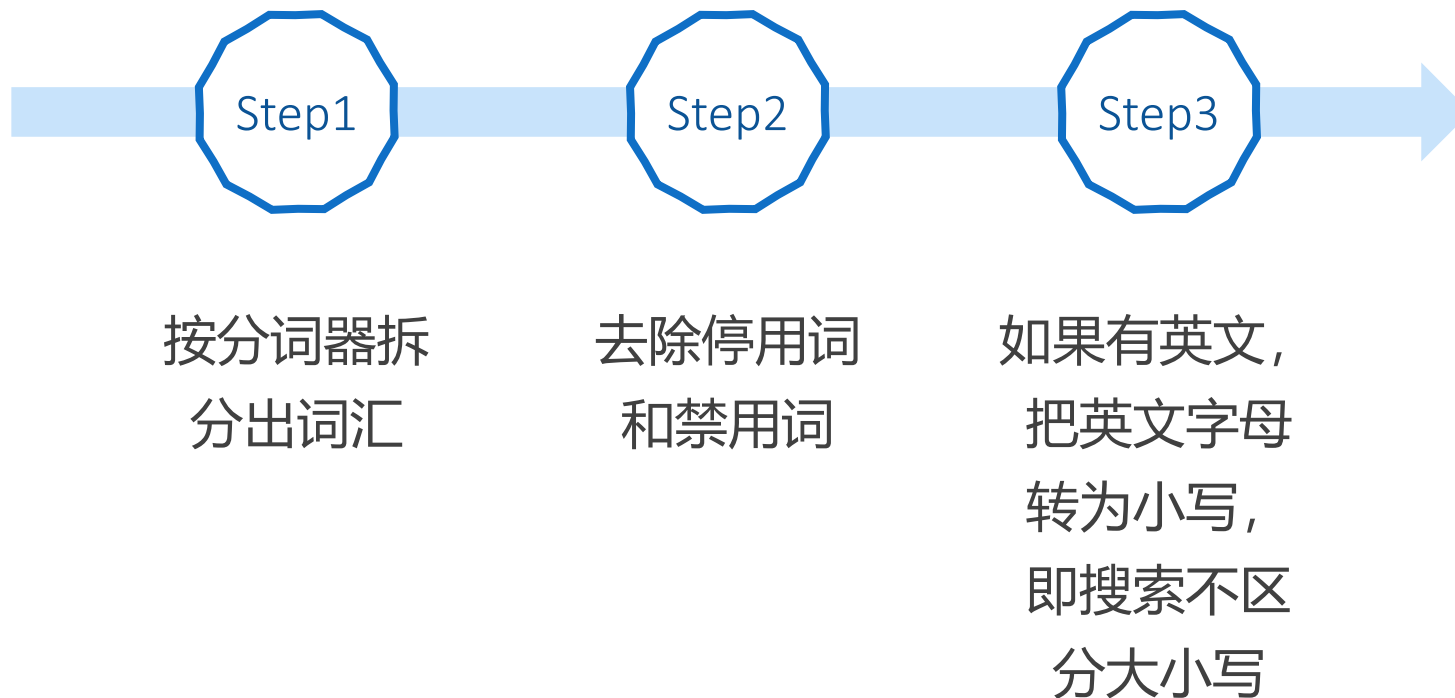 Step1
Step2
Step3
按分词器拆
分出词汇
去除停用词
和禁用词
如果有英文，
把英文字母
转为小写，
即搜索不区
分大小写